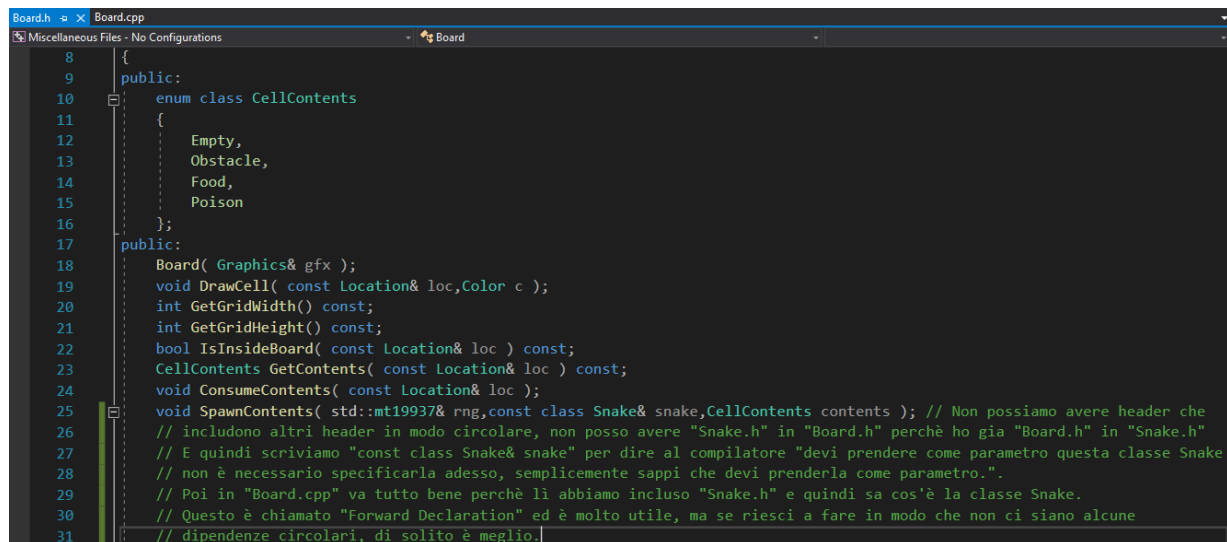 Board.h Board.cpp
Miscellaneous Files - No Configurations Board
8 {
9 public:
10 enum class CellContents
11 {
12 Empty,
13 Obstacle,
14 Food,
15 Poison
16 };
17 public:
18 Board( Graphics& gfx );
19 void DrawCell( const Location& loc,Color c );
20 int GetGridWidth() const;
21 int GetGridHeight() const;
22 bool IsInsideBoard( const Location& loc ) const;
23 CellContents GetContents( const Location& loc ) const;
24 void ConsumeContents( const Location& loc );
25 void SpawnContents( std::mt19937& rng,const class Snake& snake,CellContents contents ); // Non possiamo avere header che
26 // includono altri header in modo circolare, non posso avere "Snake.h" in "Board.h" perchè ho gia "Board.h" in "Snake.h"
27 // E quindi scriviamo "const class Snake& snake" per dire al compilatore "devi prendere come parametro questa classe Snake
28 // non è necessario specificarla adesso, semplicemente sappi che devi prenderla come parametro.".
29 // Poi in "Board.cpp" va tutto bene perchè lì abbiamo incluso "Snake.h" e quindi sa cos'è la classe Snake.
30 // Questo è chiamato "Forward Declaration" ed è molto utile, ma se riesci a fare in modo che non ci siano alcune
31 // dipendenze circolari, di solito è meglio.